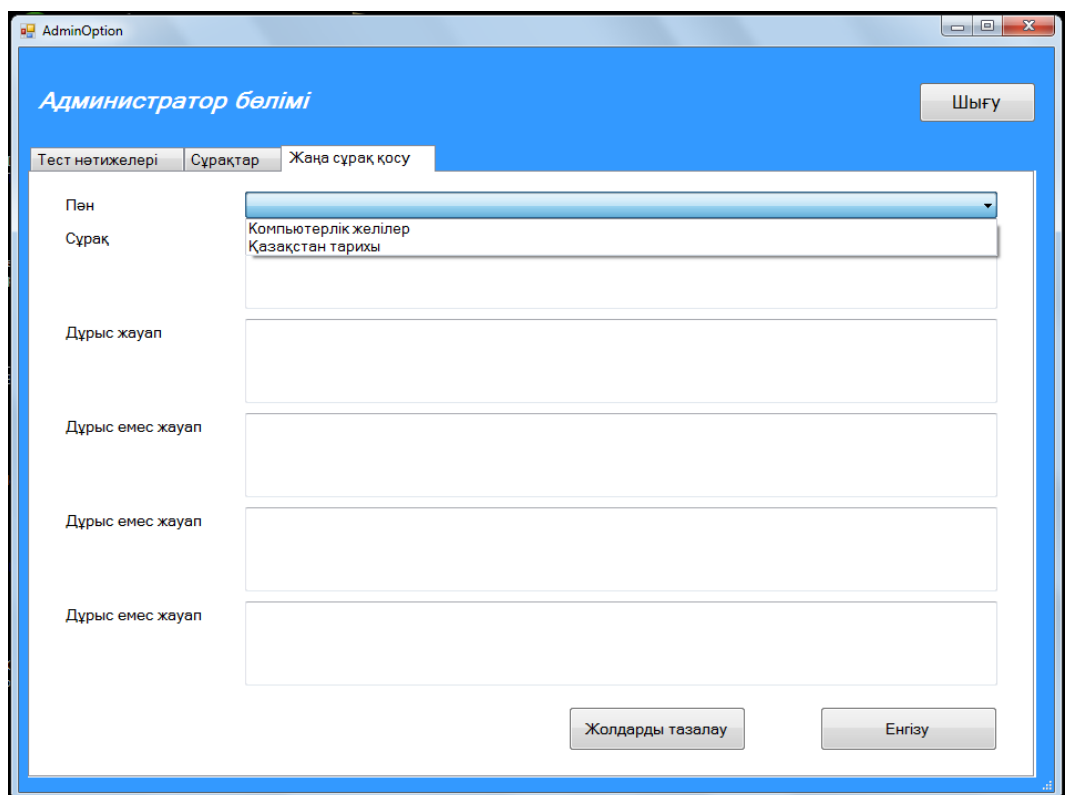 AdminOption
Администратор бөлімі
Шығу
Тест нәтижелері
Сұрақтар
Жаңа сұрақ қосу
Пән
Компьютерлік желілер
Сұрақ
Қазақстан тарихы
Дұрыс жауап
Дұрыс емес жауап
Дұрыс емес жауап
Дұрыс емес жауап
Жолдарды тазалау
Енгізу